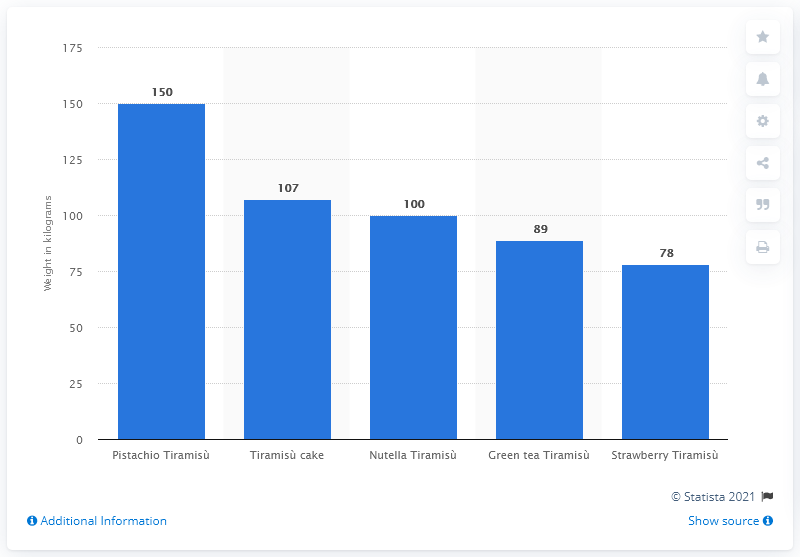 175
150
125
100
75
50
25
0
Weight in kilograms
150
107
100
89
78
Pistachio Tiramisù
Tiramisù cake
Nutella Tiramisù
Green tea Tiramisù
Strawberry Tiramisù
© Statista 2021
Additional Information
Show source